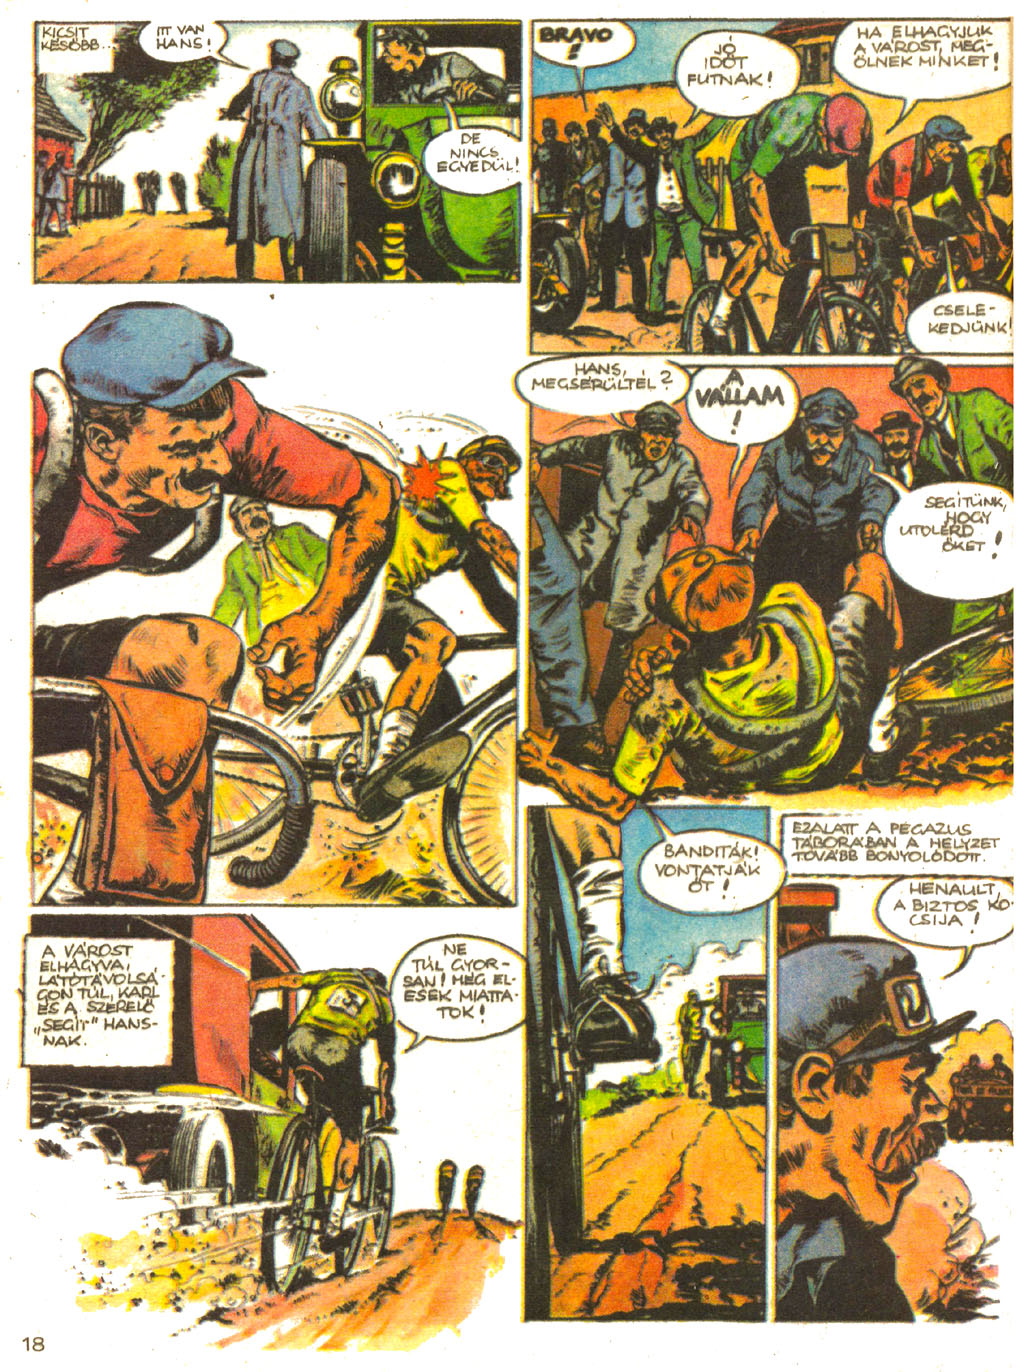 KICSIT
KÉSŐBB...
ITT VAN
HANS!
DE
NINCS
EGYEDÜL!
BRAVO
!
JÓ
IDŐT
FUTNAK!
HA ELHAGYJUK
A VÁROST, MEG-
ÖLNEK MINKET!
CSELE-
KEDJÜNK!
HANS,
MEGSÉRÜLTÉL?
A
VÁLLAM
!
SEGÍTÜNK,
HOGY
UTOLÉRD
ŐKET!
A VÁROST
ELHAGYVA,
LÁTÓTÁVOLSÁ-
GON TÚL, KARL
ÉS A SZERELŐ
„SEGÍT" HANS-
NAK.
NE
TÚL GYOR-
SAN! MÉG EL-
ESEK MIATTA-
TOK!
BANDITÁK!
VONTATJÁK
ŐT!
EZALATT A PEGAZUS
TÁBORÁBAN A HELYZET
TOVÁBB BONYOLÓDOTT.
HENAULT,
A BIZTOS KO-
CSIJA!
18